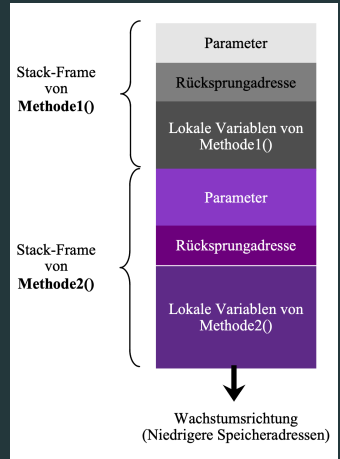 Parameter
Stack-Frame
von
Methode1()
Rücksprungadresse
Lokale Variablen von
Methode1()
Parameter
Stack-Frame
von
Methode2()
Rücksprungadresse
Lokale Variablen von
Methode2()
Wachstumsrichtung
(Niedrigere Speicheradressen)